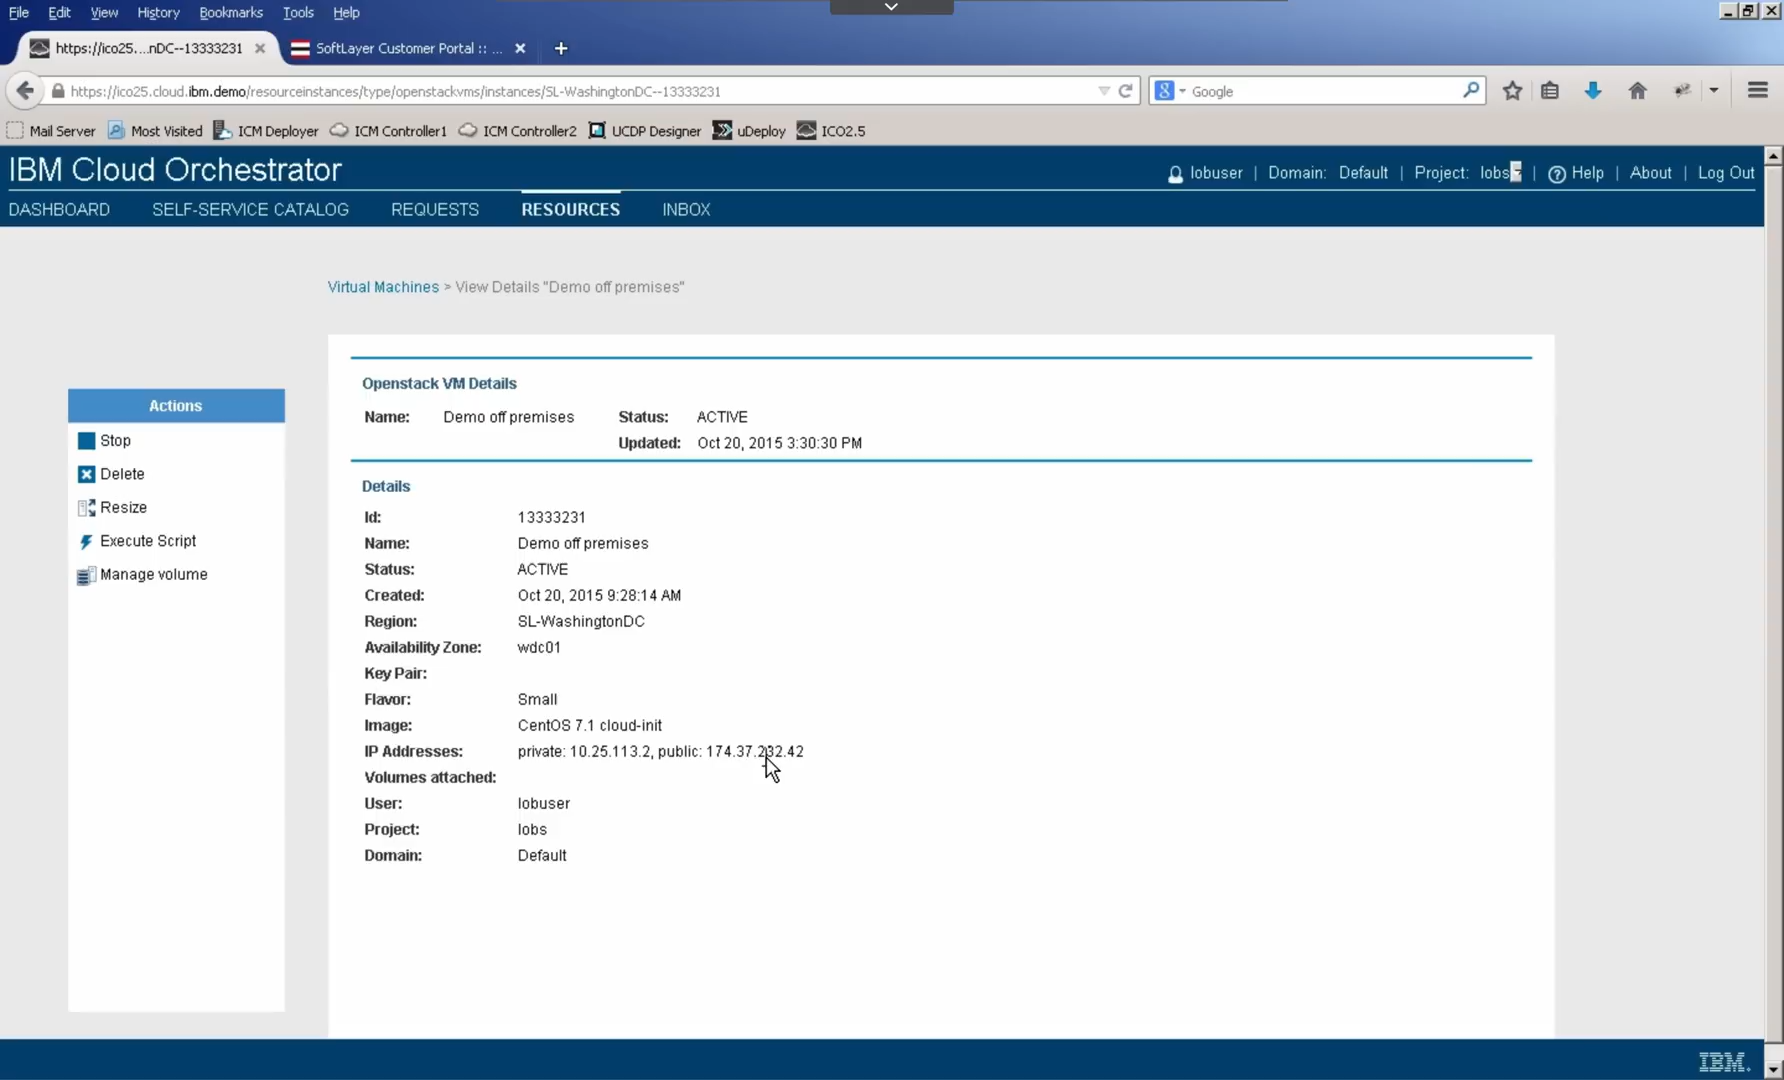 File Edit View History Bookmarks Tools Help
https://ico25....nDC--13333231 SoftLayer Customer Portal :: ...
https://ico25.cloud.ibm.demo/resourceinstances/type/openstackvms/instances/SL-WashingtonDC--13333231 Google
Mail Server Most Visited ICM Deployer ICM Controller1 ICM Controller2 UCDP Designer uDeploy ICO2.5
IBM Cloud Orchestrator
lobuser | Domain: Default | Project: lobs | Help | About | Log Out
DASHBOARD SELF-SERVICE CATALOG REQUESTS RESOURCES INBOX
Virtual Machines > View Details "Demo off premises"
Actions
Stop
Delete
Resize
Execute Script
Manage volume
Openstack VM Details
Name: Demo off premises Status: ACTIVE
Updated: Oct 20, 2015 3:30:30 PM
Details
Id: 13333231
Name: Demo off premises
Status: ACTIVE
Created: Oct 20, 2015 9:28:14 AM
Region: SL-WashingtonDC
Availability Zone: wdc01
Key Pair:
Flavor: Small
Image: CentOS 7.1 cloud-init
IP Addresses: private: 10.25.113.2, public: 174.37.232.42
Volumes attached:
User: lobuser
Project: lobs
Domain: Default
IBM.